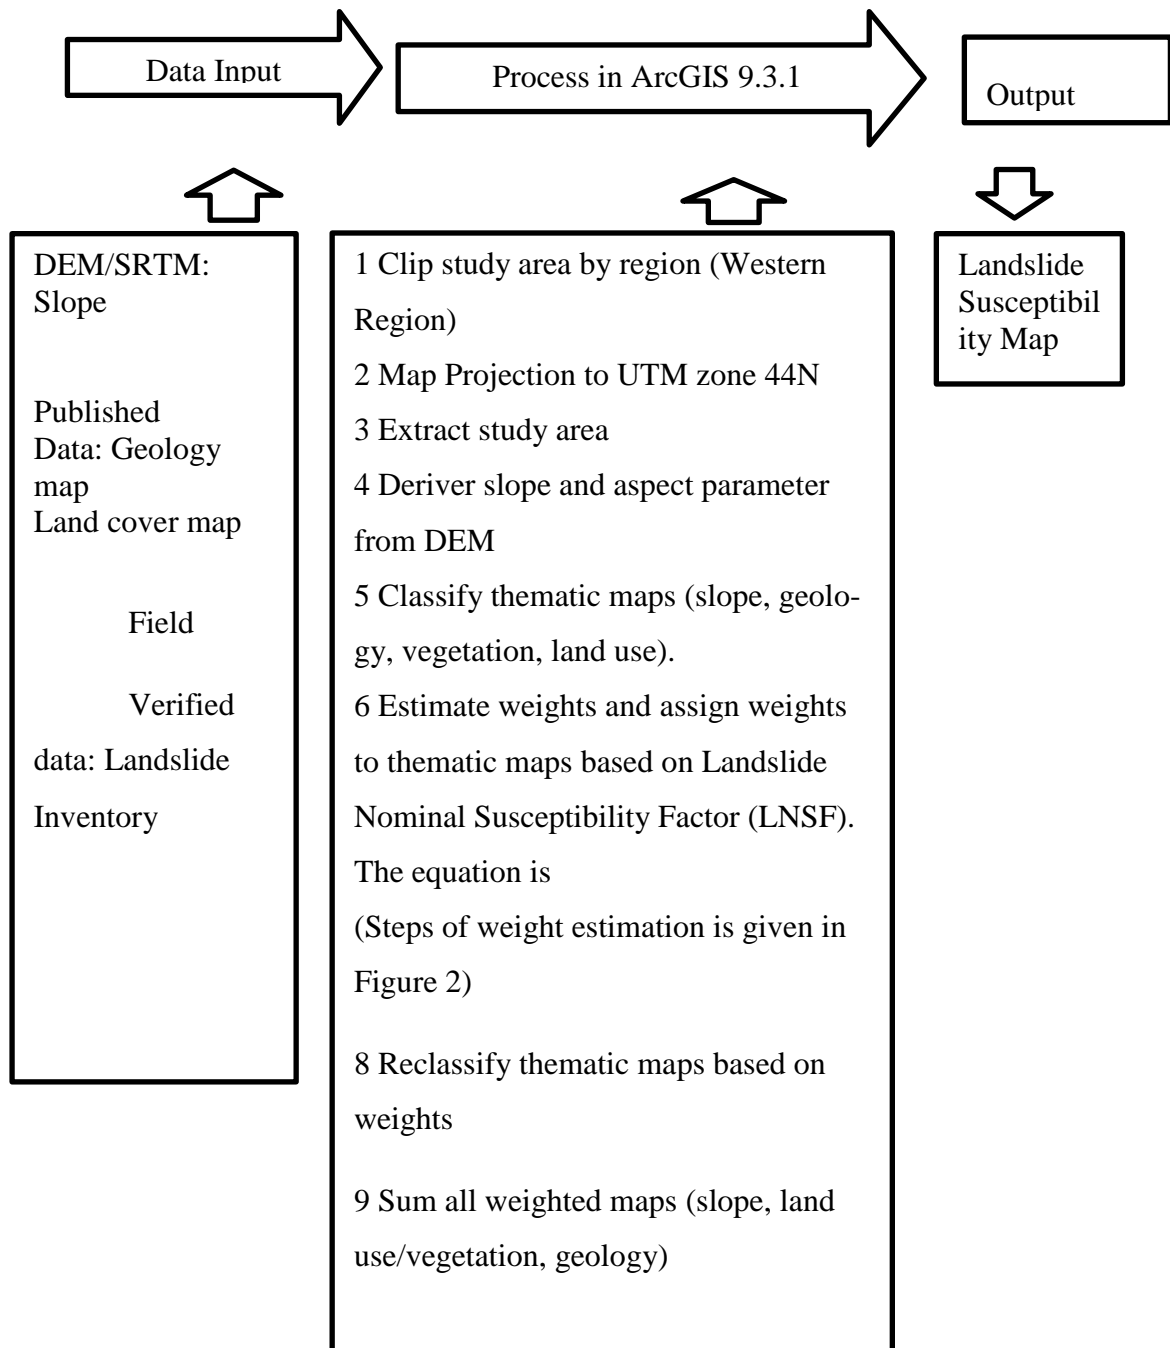 Data Input
Process in ArcGIS 9.3.1
Output
DEM/SRTM:
Slope
Published
Data: Geology
map
Land cover map
Field
Verified
data: Landslide
Inventory
1 Clip study area by region (Western
Region)
2 Map Projection to UTM zone 44N
3 Extract study area
4 Deriver slope and aspect parameter
from DEM
5 Classify thematic maps (slope, geolo-
gy, vegetation, land use).
6 Estimate weights and assign weights
to thematic maps based on Landslide
Nominal Susceptibility Factor (LNSF).
The equation is
(Steps of weight estimation is given in
Figure 2)
8 Reclassify thematic maps based on
weights
9 Sum all weighted maps (slope, land
use/vegetation, geology)
Landslide
Susceptibil
ity Map